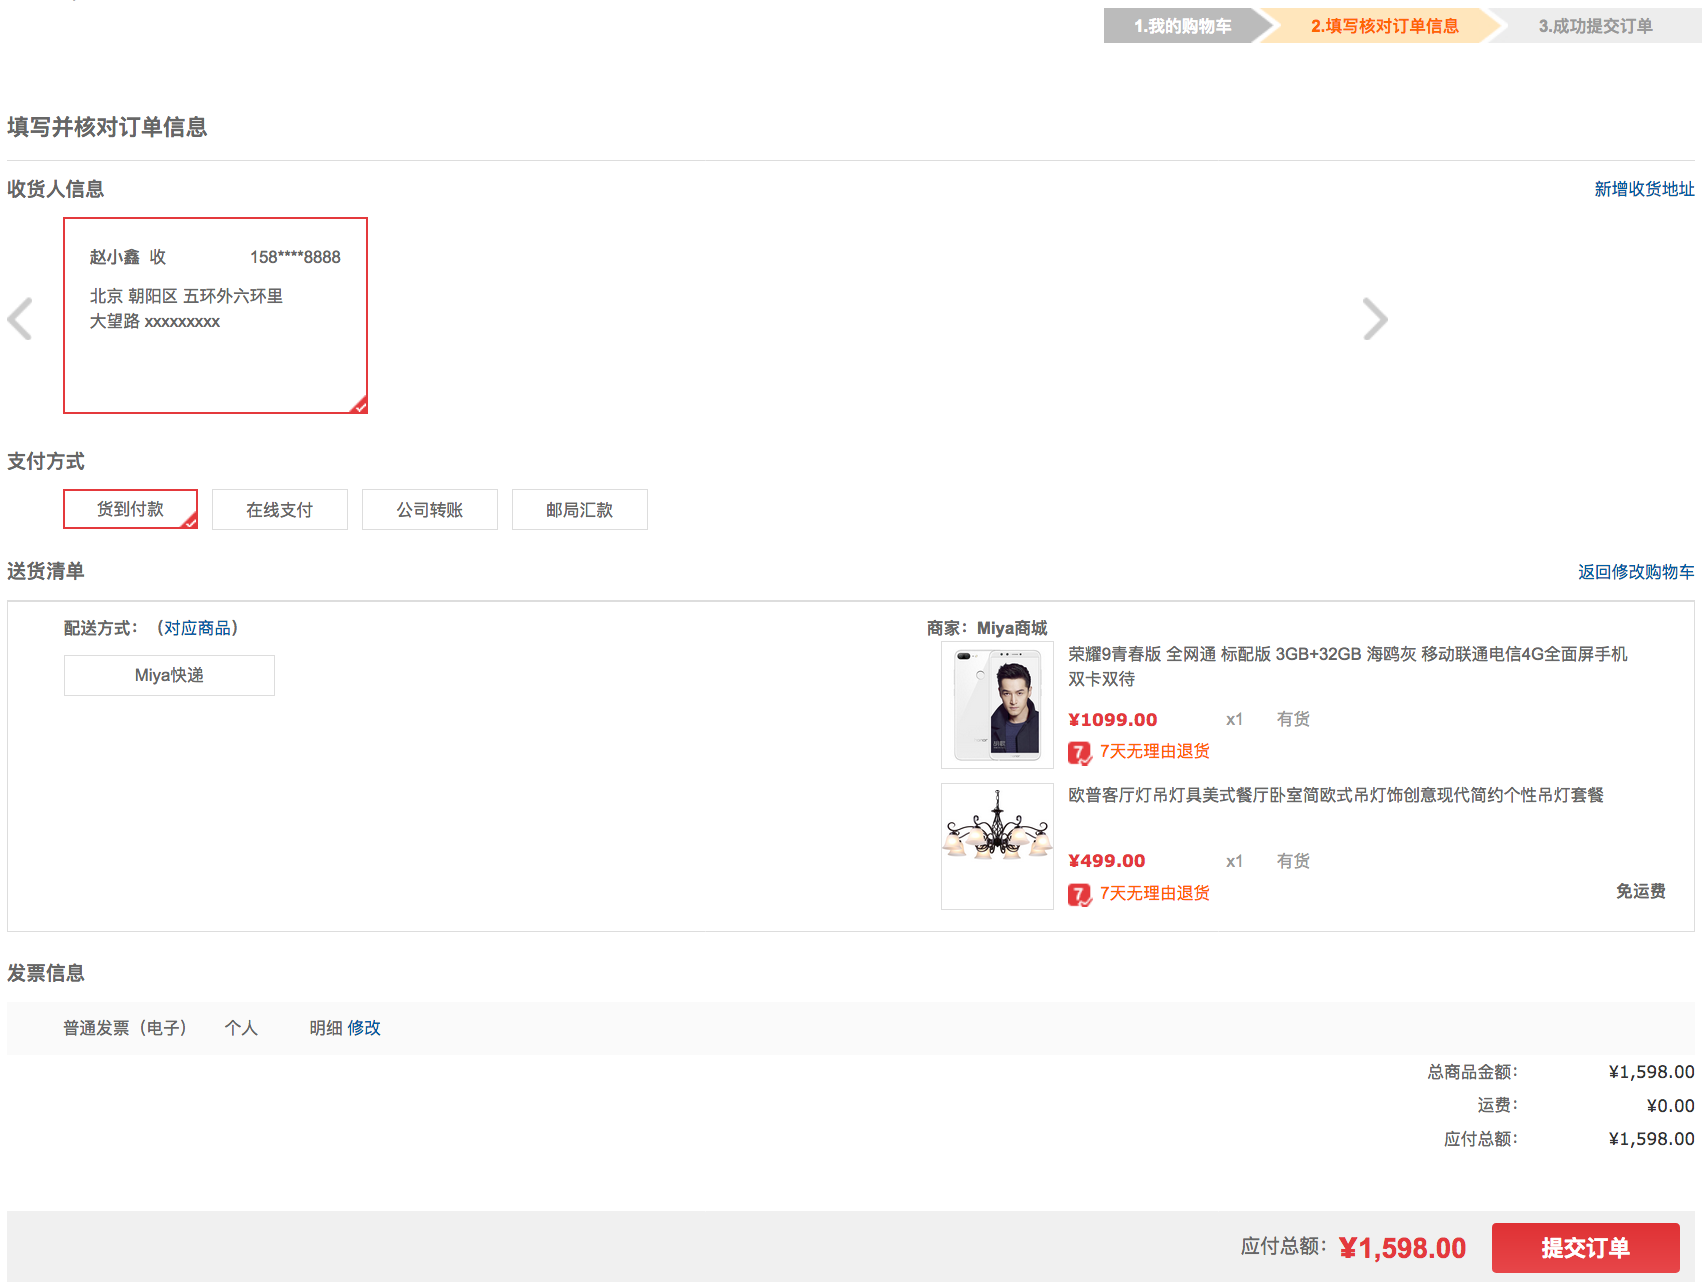 1.我的购物车
2.填写核对订单信息
3.成功提交订单
填写并核对订单信息
收货人信息
新增收货地址
赵小鑫 收
158****8888
北京 朝阳区 五环外六环里
大望路 xxxxxxxxx
支付方式
货到付款
在线支付
公司转账
邮局汇款
送货清单
返回修改购物车
配送方式：（对应商品）
Miya快递
商家：Miya商城
荣耀9青春版 全网通 标配版 3GB+32GB 海鸥灰 移动联通电信4G全面屏手机
双卡双待
¥1099.00
x1
有货
7
7天无理由退货
欧普客厅灯吊灯具美式餐厅卧室简欧式吊灯饰创意现代简约个性吊灯套餐
¥499.00
x1
有货
7
7天无理由退货
免运费
发票信息
普通发票（电子）
个人
明细 修改
总商品金额：
¥1,598.00
运费：
¥0.00
应付总额：
¥1,598.00
应付总额：¥1,598.00
提交订单